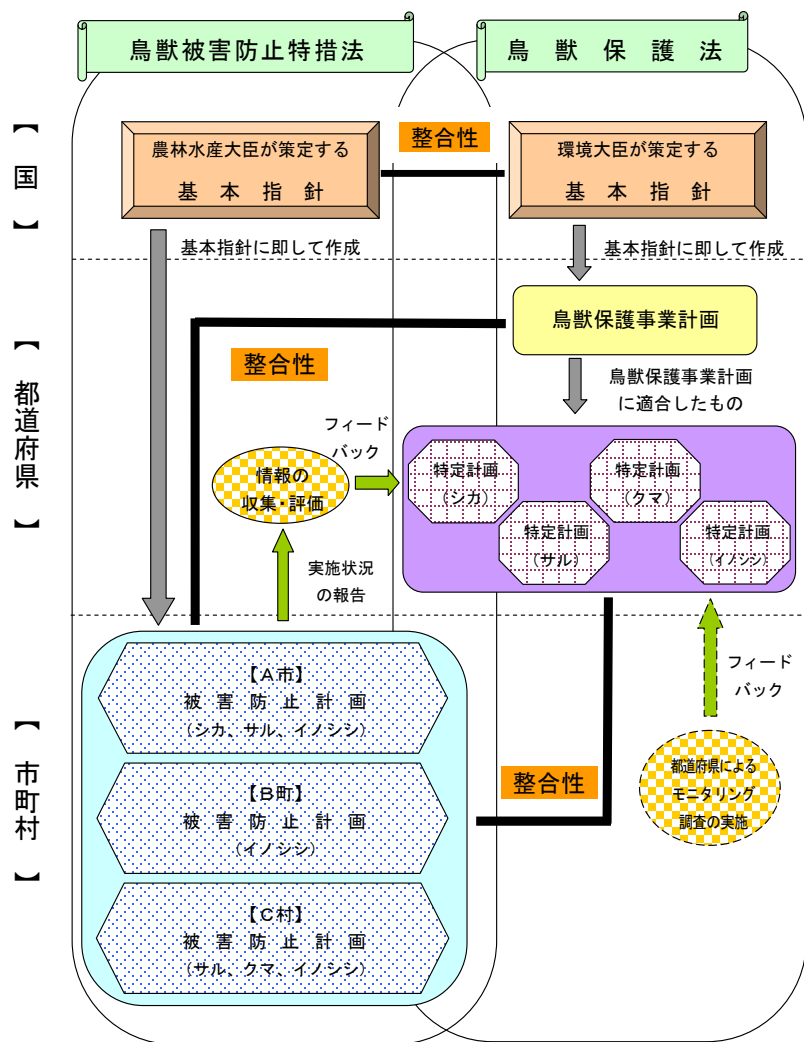 鳥獣被害防止特措法
鳥獣保護法
【国】
農林水産大臣が策定する
基本指針
整合性
環境大臣が策定する
基本指針
基本指針に即して作成
基本指針に即して作成
【都道府県】
鳥獣保護事業計画
整合性
鳥獣保護事業計画
に適合したもの
フィード
バック
情報の
収集・評価
特定計画
(シカ)
特定計画
(クマ)
特定計画
(サル)
特定計画
(イノシシ)
実施状況
の報告
【市町村】
【A市】
被害防止計画
(シカ、サル、イノシシ)
フィード
バック
【B町】
被害防止計画
(イノシシ)
整合性
都道府県による
モニタリング
調査の実施
【C村】
被害防止計画
(サル、クマ、イノシシ)